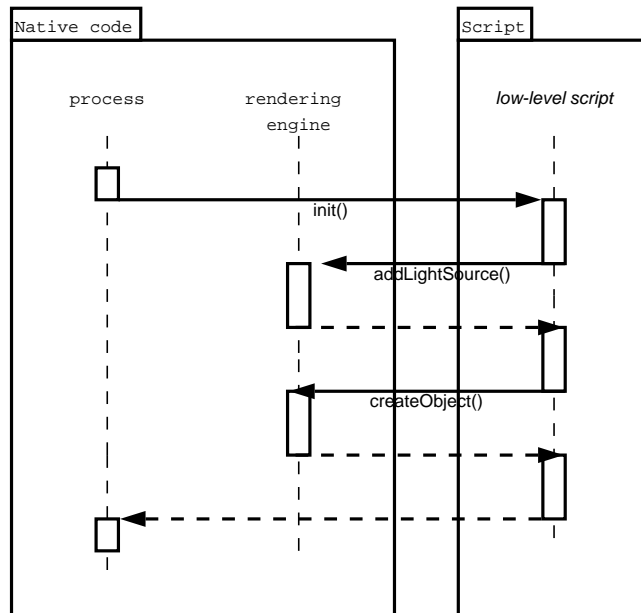 Native code
Script
process
rendering
engine
low-level script
init()
addLightSource()
createObject()